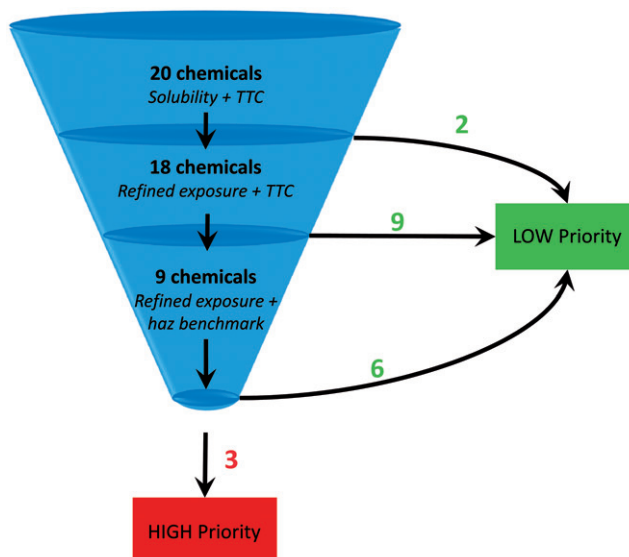 20 chemicals
Solubility + TTC
2
18 chemicals
Refined exposure + TTC
9
LOW Priority
9 chemicals
Refined exposure +
haz benchmark
6
3
HIGH Priority